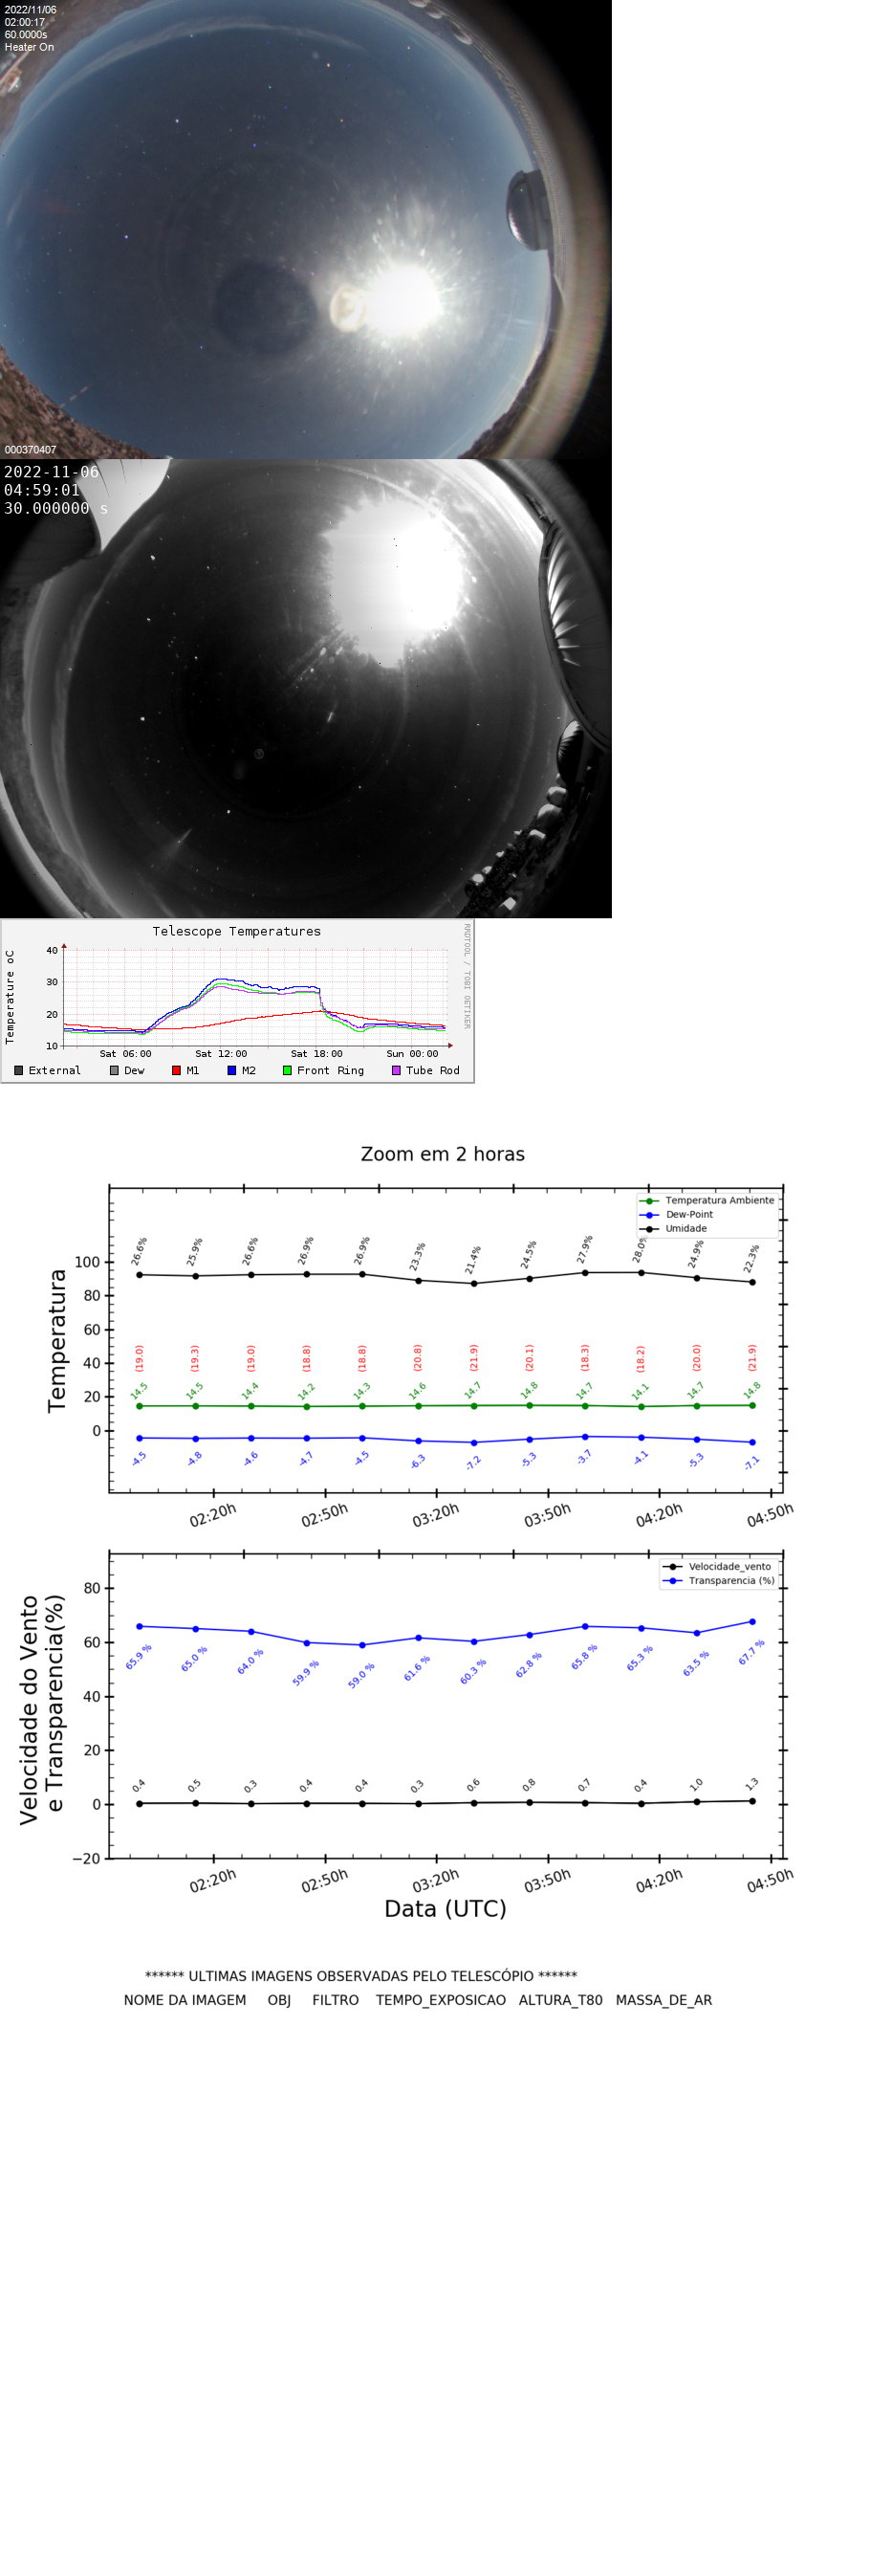 2022/11/06
02:00:17
60.0000s
Heater On
000370407
2022-11-06
04:59:01
30.000000 s
Telescope Temperatures
RRDTOOL / TOBI OETIKER
Temperature oC
40
30
20
10
Sat 06:00 Sat 12:00 Sat 18:00 Sun 00:00
External Dew M1 M2 Front Ring Tube Rod
Zoom em 2 horas
Temperatura Ambiente
Dew-Point
Umidade
Temperatura
100
80
60
40
20
0
26.6% 25.9% 26.6% 26.9% 26.9% 23.3% 21.4% 24.5% 27.9% 28.0% 24.9% 22.3%
(19.0) (19.3) (19.0) (18.8) (18.8) (20.8) (21.9) (20.1) (18.3) (18.2) (20.0) (21.9)
14.5 14.5 14.4 14.2 14.3 14.6 14.7 14.8 14.7 14.1 14.7 14.8
-4.5 -4.8 -4.6 -4.7 -4.5 -6.3 -7.2 -5.3 -3.7 -4.1 -5.3 -7.1
02:20h 02:50h 03:20h 03:50h 04:20h 04:50h
Velocidade_vento
Transparencia (%)
Velocidade do Vento
e Transparencia(%)
80
60
40
20
0
−20
65.9 % 65.0 % 64.0 % 59.9 % 59.0 % 61.6 % 60.3 % 62.8 % 65.8 % 65.3 % 63.5 % 67.7 %
0.4 0.5 0.3 0.4 0.4 0.3 0.6 0.8 0.7 0.4 1.0 1.3
02:20h 02:50h 03:20h 03:50h 04:20h 04:50h
Data (UTC)
****** ULTIMAS IMAGENS OBSERVADAS PELO TELESCÓPIO ******
NOME DA IMAGEM OBJ FILTRO TEMPO_EXPOSICAO ALTURA_T80 MASSA_DE_AR